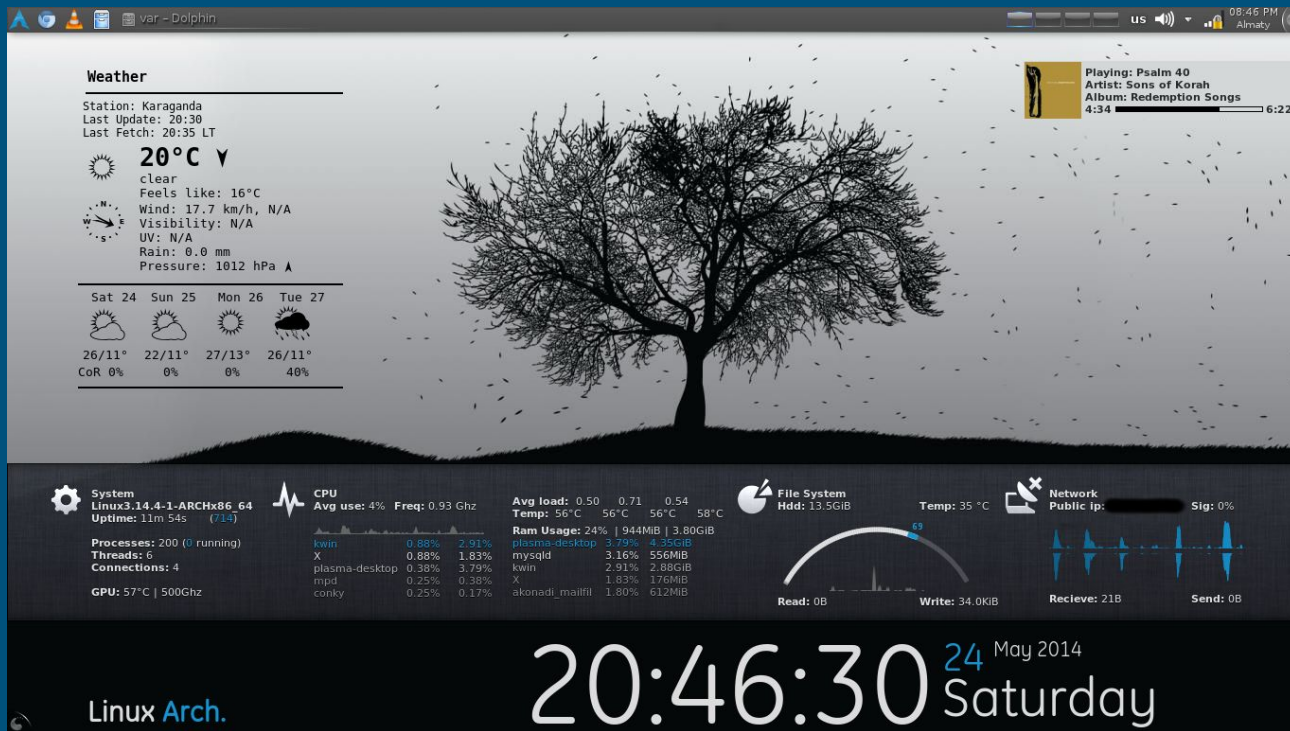 var – Dolphin
us
08:46 PM
Almaty
Weather
Station: Karaganda
Last Update: 20:30
Last Fetch: 20:35 LT
20°C
clear
Feels like: 16°C
Wind: 17.7 km/h, N/A
Visibility: N/A
UV: N/A
Rain: 0.0 mm
Pressure: 1012 hPa
N
W E
S
Sat 24 Sun 25 Mon 26 Tue 27
26/11° 22/11° 27/13° 26/11°
CoR 0% 0% 0% 40%
Playing: Psalm 40
Artist: Sons of Korah
Album: Redemption Songs
4:34 6:22
System
Linux3.14.4-1-ARCHx86_64
Uptime: 11m 54s (714)
Processes: 200 (0 running)
Threads: 6
Connections: 4
GPU: 57°C | 500Ghz
CPU
Avg use: 4% Freq: 0.93 Ghz
kwin 0.88% 2.91%
X 0.88% 1.83%
plasma-desktop 0.38% 3.79%
mpd 0.25% 0.38%
conky 0.25% 0.17%
Avg load: 0.50 0.71 0.54
Temp: 56°C 56°C 56°C 58°C
Ram Usage: 24% | 944MiB | 3.80GiB
plasma-desktop 3.79% 4.35GiB
mysqld 3.16% 556MiB
kwin 2.91% 2.88GiB
X 1.83% 176MiB
akonadi_mailfil 1.80% 612MiB
File System
Hdd: 13.5GiB Temp: 35 °C
69
Read: 0B Write: 34.0KiB
Network
Public ip: Sig: 0%
Recieve: 21B Send: 0B
Linux Arch.
20:46:30
24 May 2014
Saturday